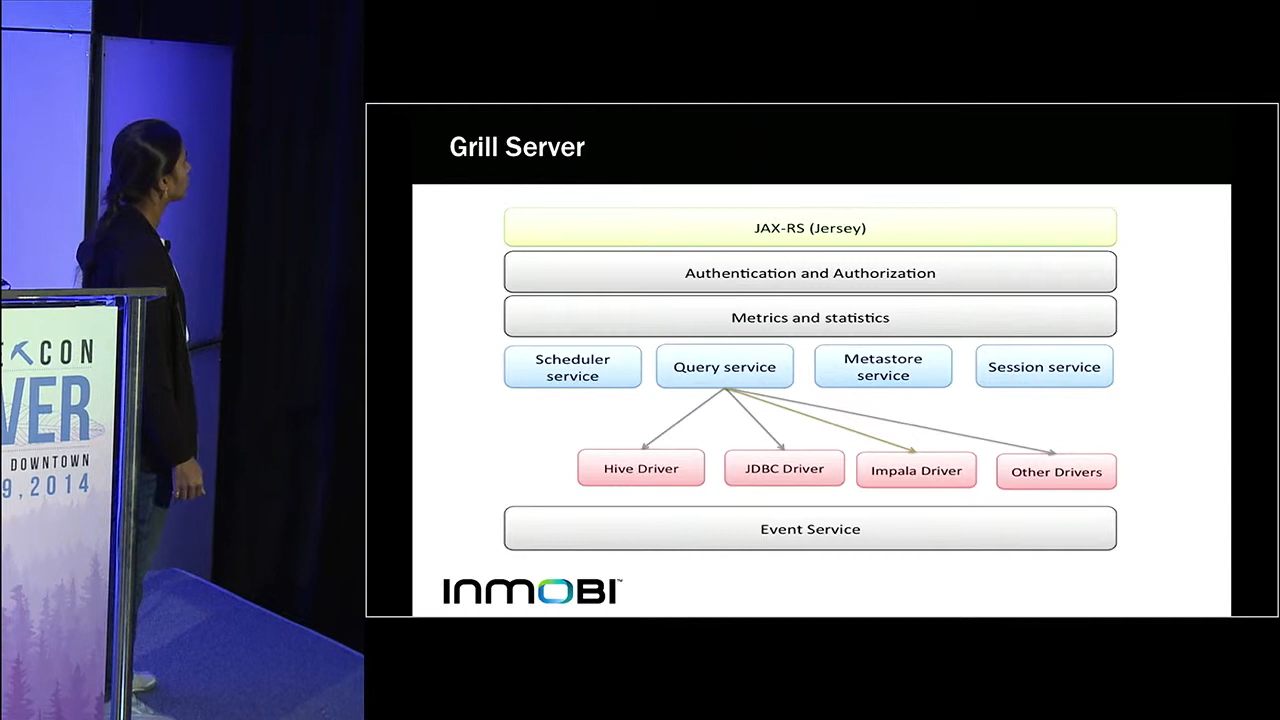 Grill Server
JAX-RS (Jersey)
Authentication and Authorization
Metrics and statistics
Scheduler
service
Query service
Metastore
service
Session service
Hive Driver
JDBC Driver
Impala Driver
Other Drivers
Event Service
INMOBI™
CON
VER
DOWNTOWN
9, 2014